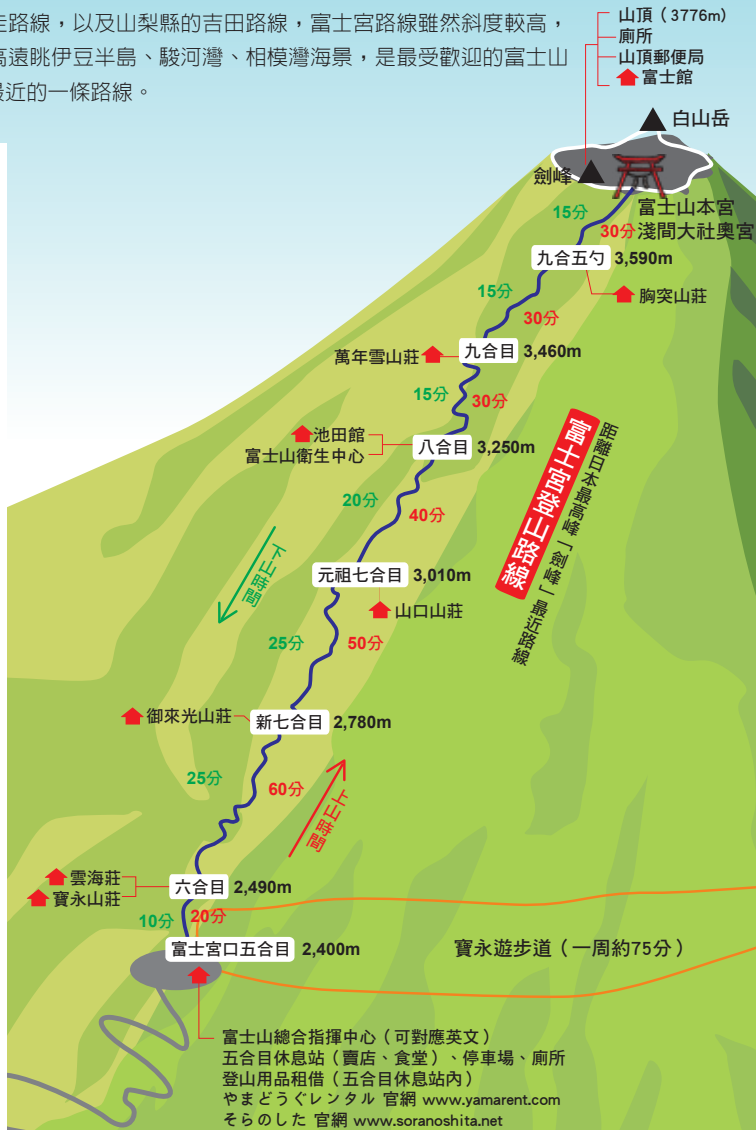 走路線，以及山梨縣的吉田路線，富士宮路線雖然斜度較高，
高遠眺伊豆半島、駿河灣、相模灣海景，是最受歡迎的富士山
最近的一條路線。
山頂（3776m）
廁所
山頂郵便局
富士館
白山岳
劍峰
富士山本宮
淺間大社奧宮
15分
30分
九合五勺 3,590m
胸突山莊
15分
30分
萬年雪山莊
九合目 3,460m
15分
30分
池田館
富士山衛生中心
八合目 3,250m
20分
40分
富士宮登山路線
距離日本最高峰「劍峰」最近路線
下山時間
元祖七合目 3,010m
山口山莊
25分
50分
御來光山莊
新七合目 2,780m
25分
60分
上山時間
雲海莊
寶永山莊
六合目 2,490m
10分
20分
富士宮口五合目 2,400m
寶永遊步道（一周約75分）
富士山總合指揮中心（可對應英文）
五合目休息站（賣店、食堂）、停車場、廁所
登山用品租借（五合目休息站內）
やまどうぐレンタル 官網 www.yamarent.com
そらのした 官網 www.soranoshita.net